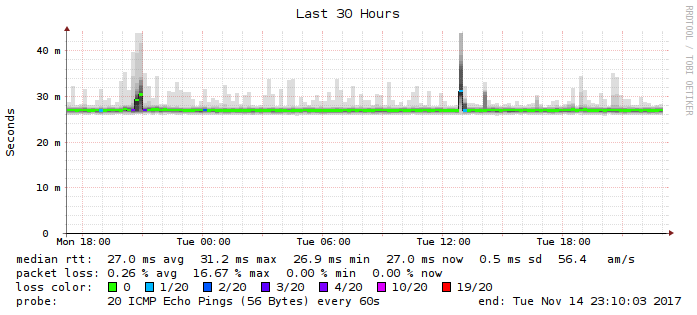 Last 30 Hours
RRDTOOL / TOBI OETIKER
Seconds
40 m
30 m
20 m
10 m
0
Mon 18:00 Tue 00:00 Tue 06:00 Tue 12:00 Tue 18:00
median rtt: 27.0 ms avg 31.2 ms max 26.9 ms min 27.0 ms now 0.5 ms sd 56.4 am/s
packet loss: 0.26 % avg 16.67 % max 0.00 % min 0.00 % now
loss color: 0 1/20 2/20 3/20 4/20 10/20 19/20
probe: 20 ICMP Echo Pings (56 Bytes) every 60s end: Tue Nov 14 23:10:03 2017